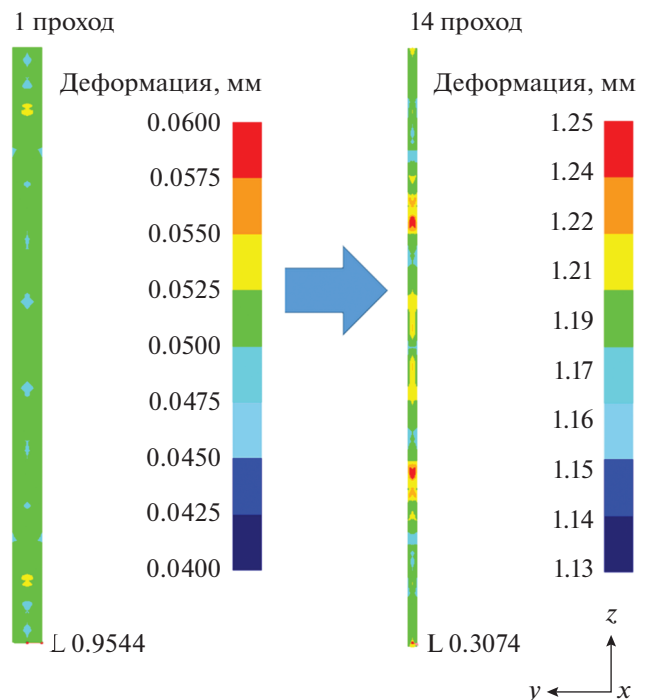 1 проход
14 проход
Деформация, мм
0.0600
0.0575
0.0550
0.0525
0.0500
0.0475
0.0450
0.0425
0.0400
L 0.9544
Деформация, мм
1.25
1.24
1.22
1.21
1.19
1.17
1.16
1.15
1.14
1.13
L 0.3074
z
y
x